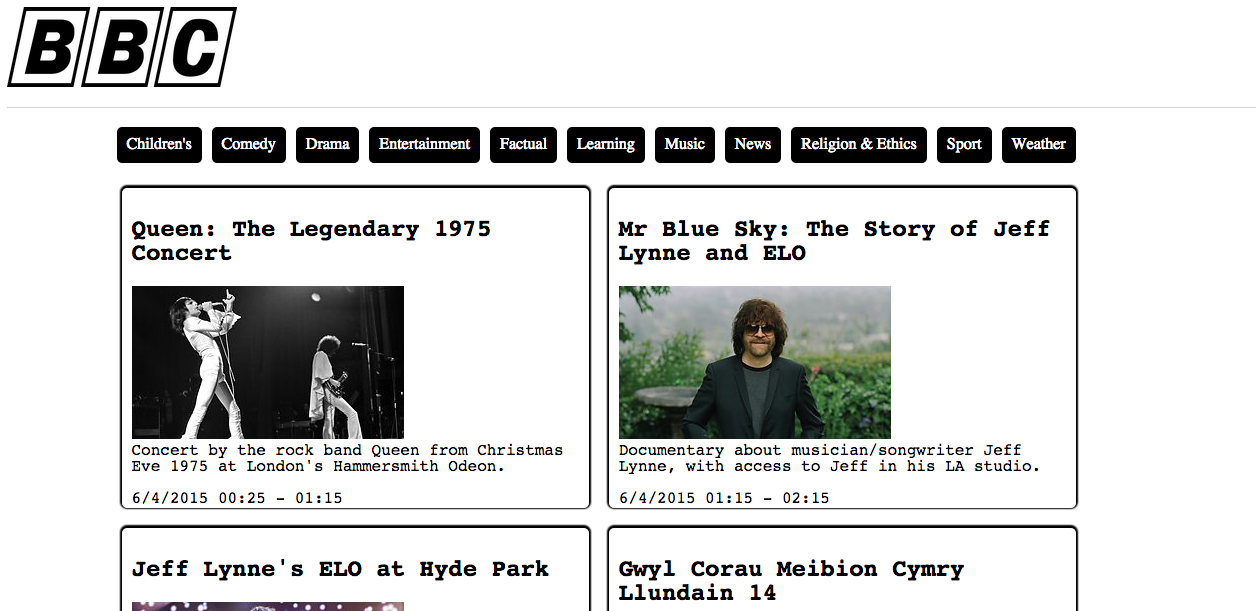 BBC
Children's Comedy Drama Entertainment Factual Learning Music News Religion & Ethics Sport Weather
Queen: The Legendary 1975
Concert
Concert by the rock band Queen from Christmas
Eve 1975 at London's Hammersmith Odeon.
6/4/2015 00:25 - 01:15
Mr Blue Sky: The Story of Jeff
Lynne and ELO
Documentary about musician/songwriter Jeff
Lynne, with access to Jeff in his LA studio.
6/4/2015 01:15 - 02:15
Jeff Lynne's ELO at Hyde Park
Gwyl Corau Meibion Cymry
Llundain 14